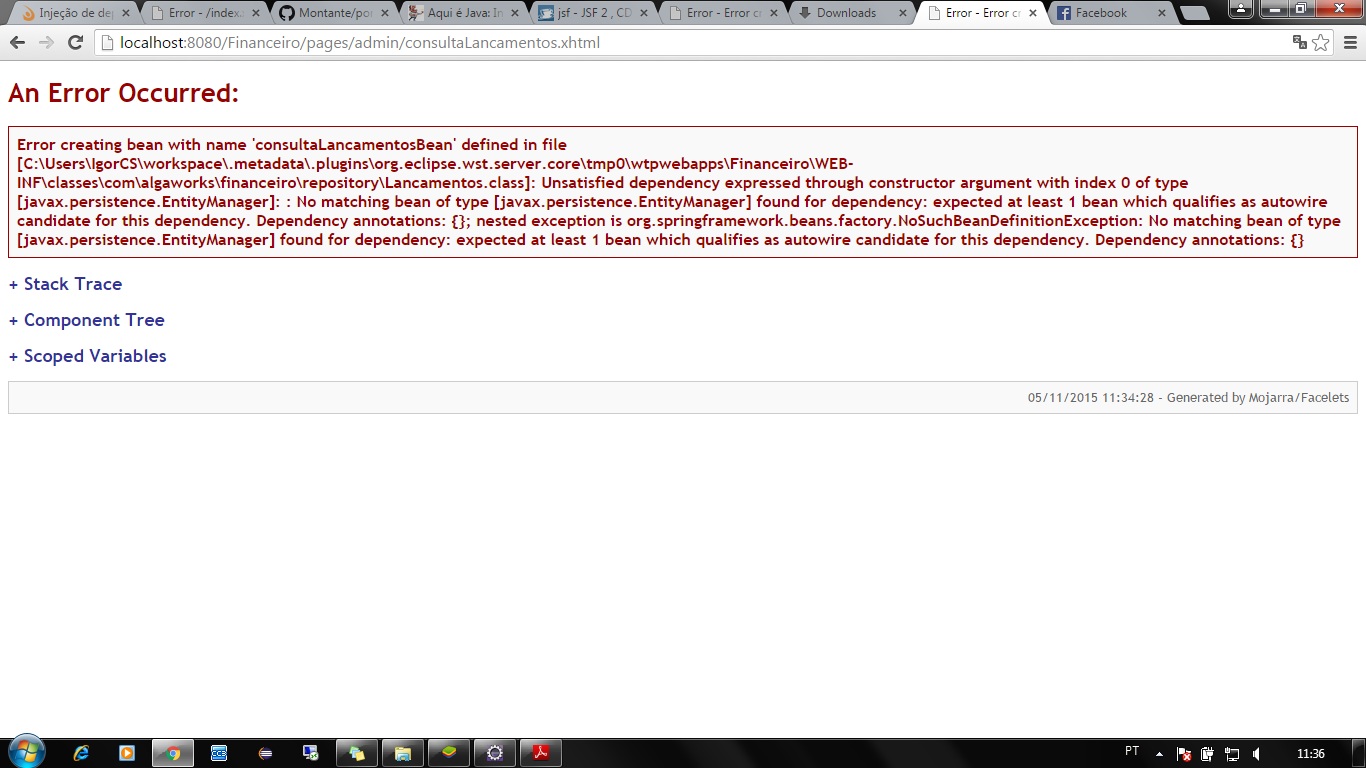 Injeção de de
Error - /index
Montante/po
Aqui é Java: I
jsf - JSF 2 , CD
Error - Error c
Downloads
Error - Error c
Facebook
localhost:8080/Financeiro/pages/admin/consultaLancamentos.xhtml
An Error Occurred:
Error creating bean with name 'consultaLancamentosBean' defined in file
[C:\Users\IgorCS\workspace\.metadata\.plugins\org.eclipse.wst.server.core\tmp0\wtpwebapps\Financeiro\WEB-
INF\classes\com\algaworks\financeiro\repository\Lancamentos.class]: Unsatisfied dependency expressed through constructor argument with index 0 of type
[javax.persistence.EntityManager]: : No matching bean of type [javax.persistence.EntityManager] found for dependency: expected at least 1 bean which qualifies as autowire
candidate for this dependency. Dependency annotations: {}; nested exception is org.springframework.beans.factory.NoSuchBeanDefinitionException: No matching bean of type
[javax.persistence.EntityManager] found for dependency: expected at least 1 bean which qualifies as autowire candidate for this dependency. Dependency annotations: {}
+ Stack Trace
+ Component Tree
+ Scoped Variables
05/11/2015 11:34:28 - Generated by Mojarra/Facelets
PT
11:36